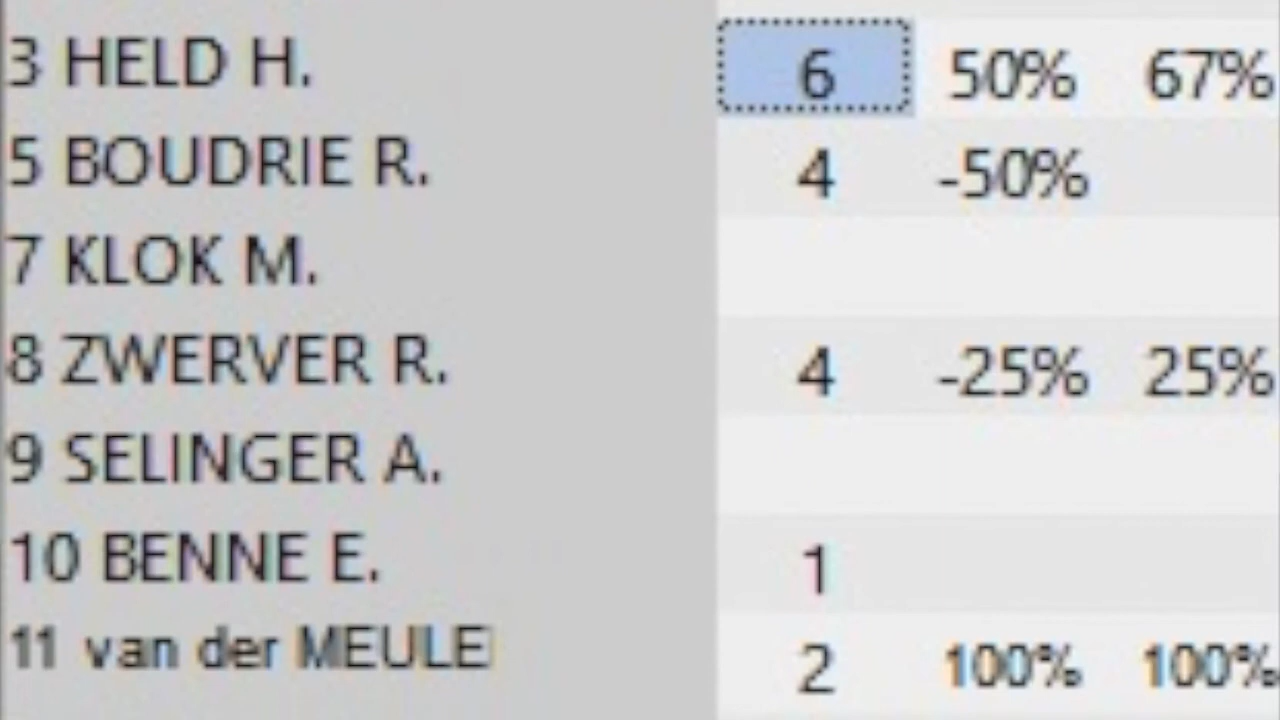 3 HELD H. 6 50% 67%
5 BOUDRIE R. 4 -50%
7 KLOK M.
8 ZWERVER R. 4 -25% 25%
9 SELINGER A.
10 BENNE E. 1
11 van der MEULE 2 100% 100%